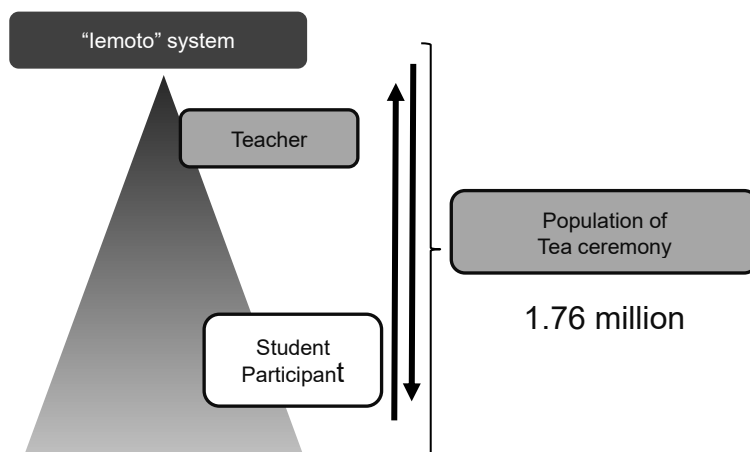 “Iemoto” system
Teacher
Population of
Tea ceremony
1.76 million
Student
Participant